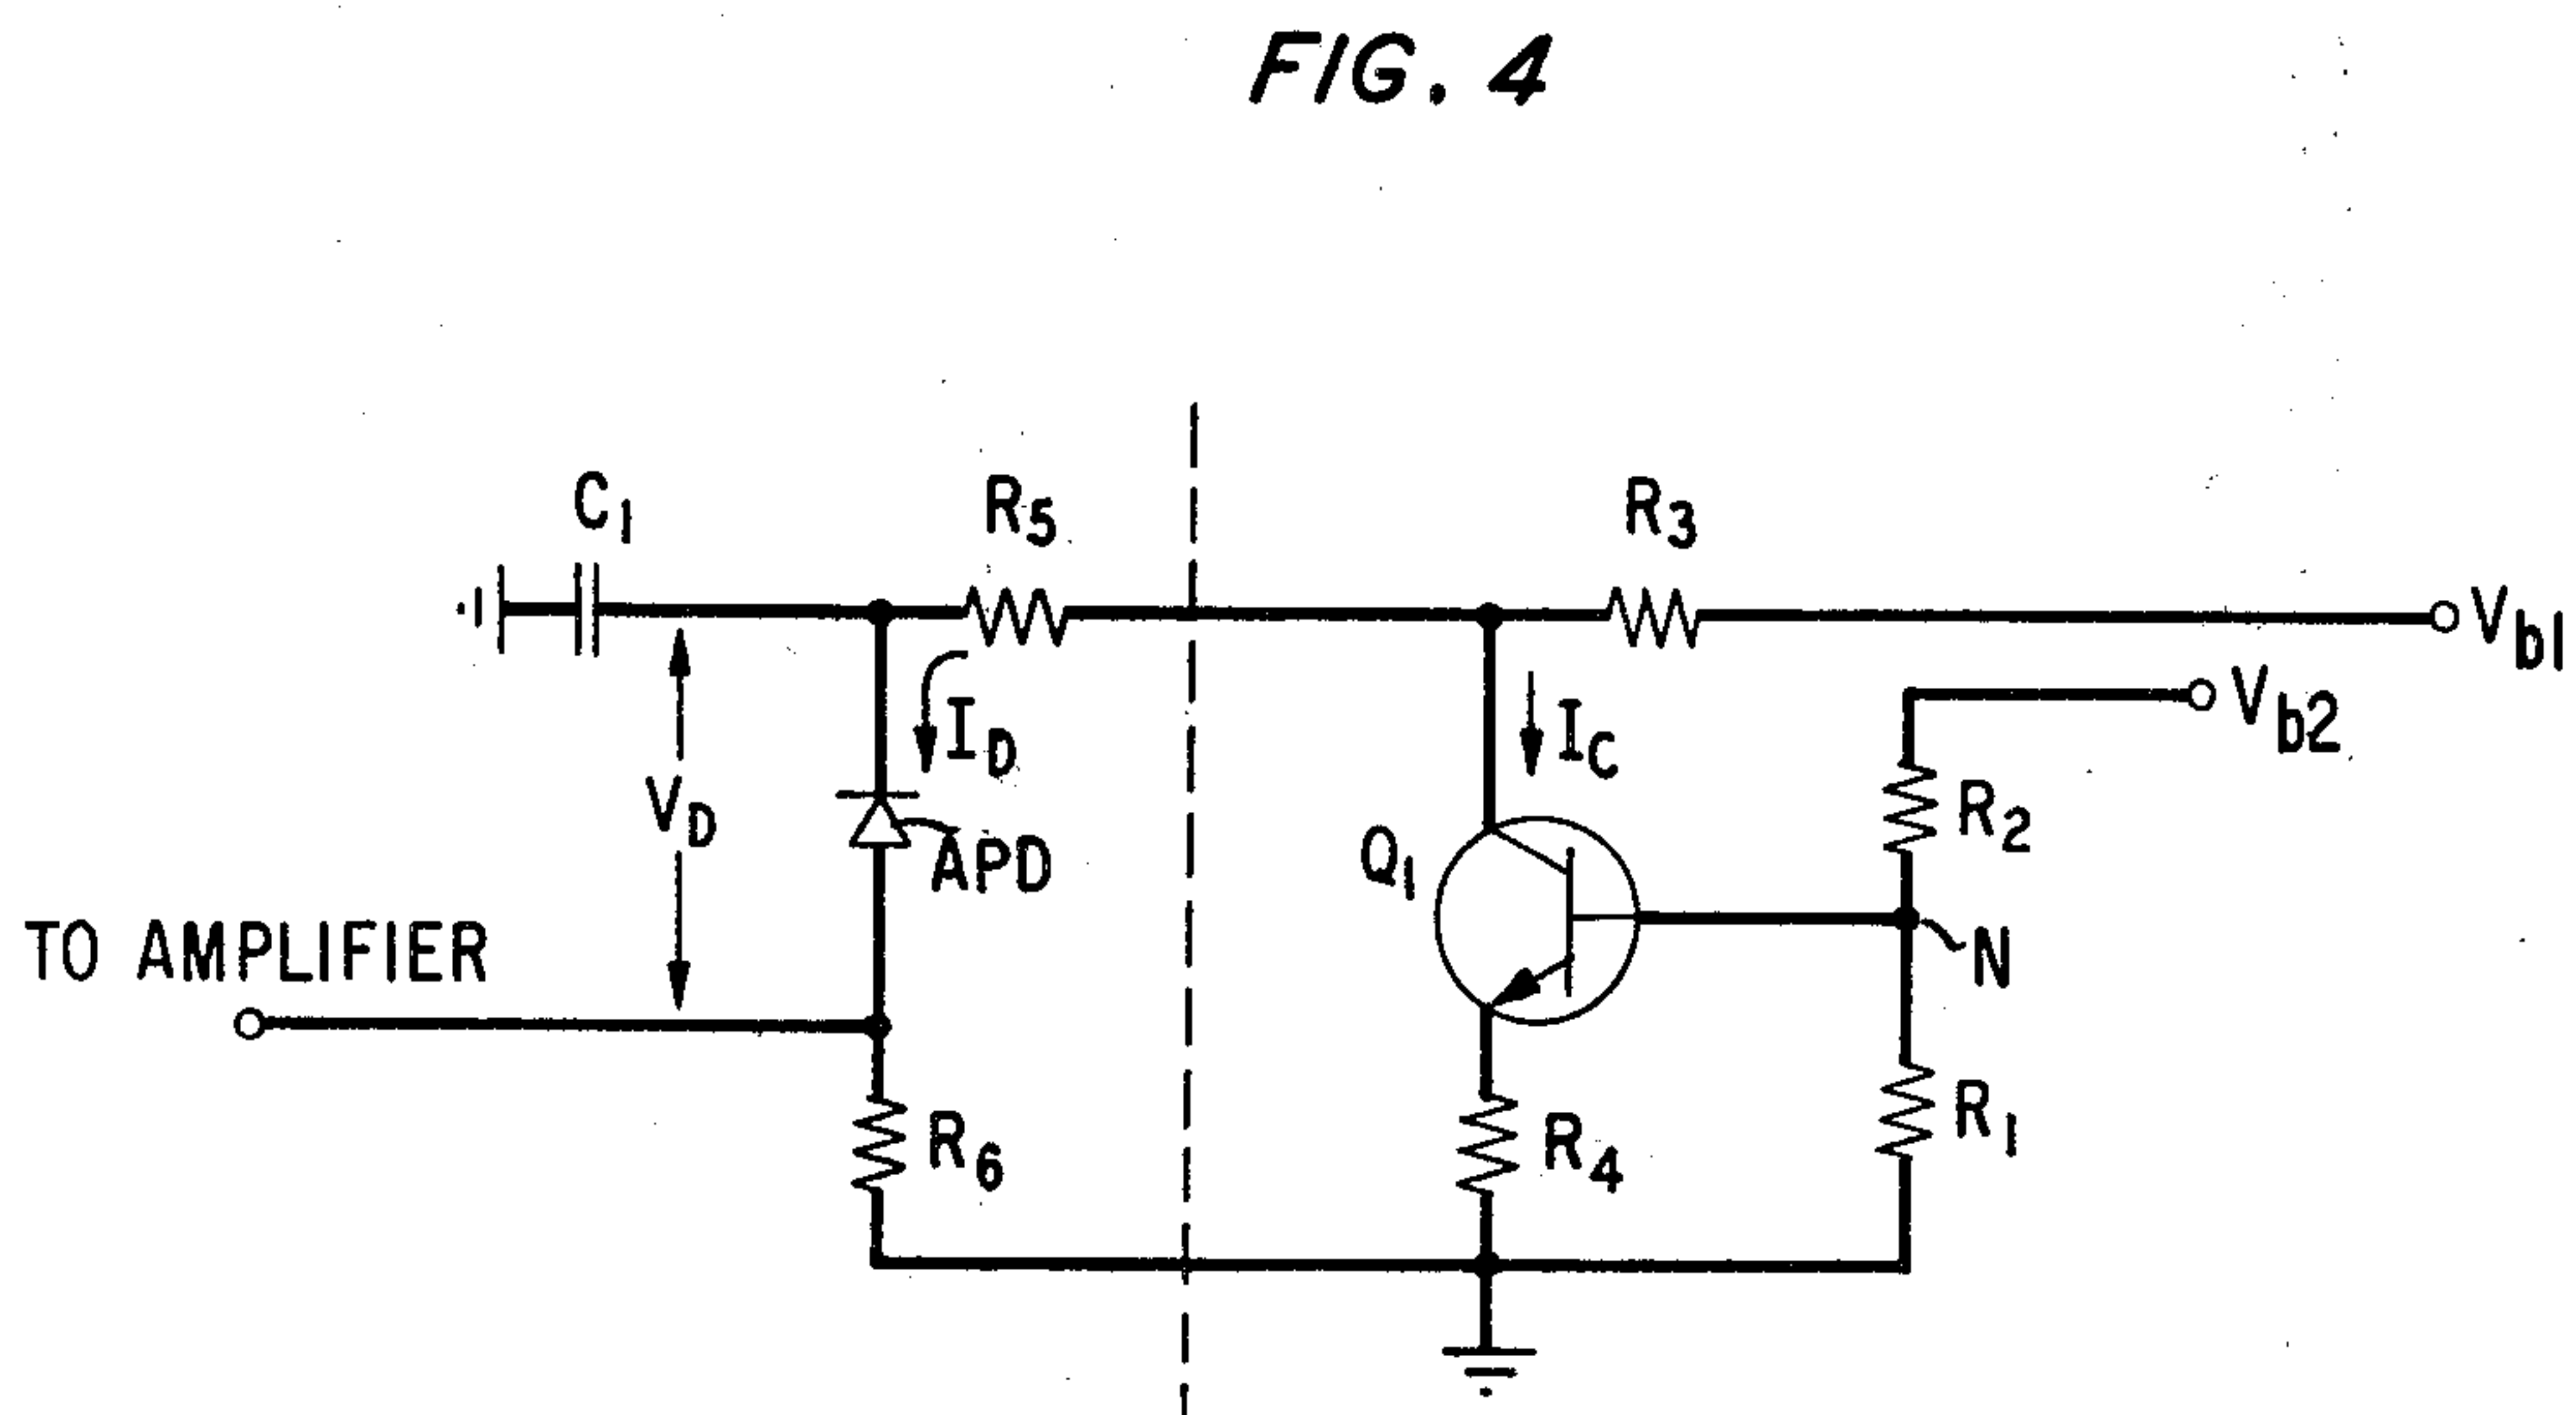 FIG. 4
C1
R5
R3
Vb1
Vb2
ID
IC
VD
R2
APD
Q1
TO AMPLIFIER
N
R6
R4
R1